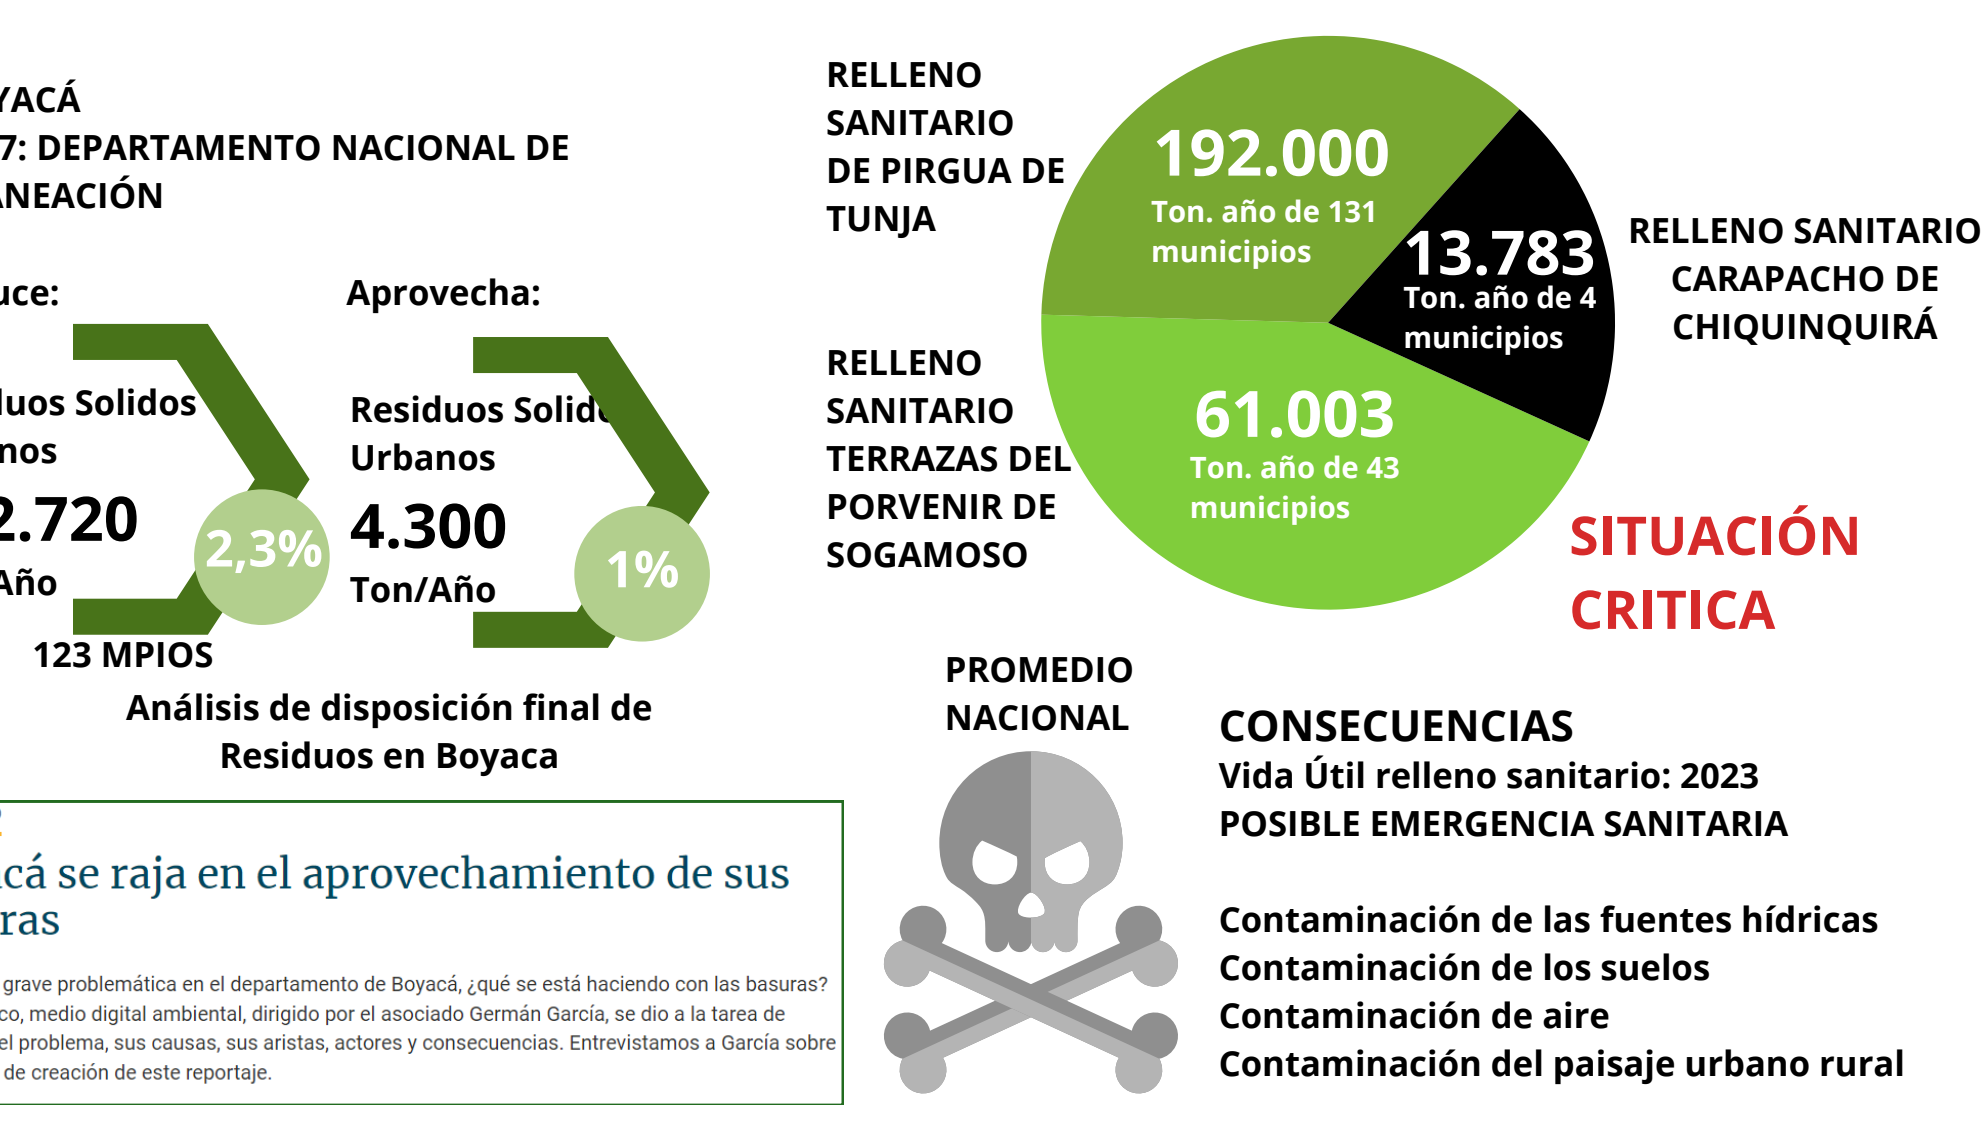 YACÁ
7: DEPARTAMENTO NACIONAL DE
ANEACIÓN
uce:
duos Solidos
nos
2.720
Año
2,3%
123 MPIOS
Aprovecha:
Residuos Solido
Urbanos
4.300
Ton/Año
1%
Análisis de disposición final de
Residuos en Boyaca
acá se raja en el aprovechamiento de sus
ras
grave problemática en el departamento de Boyacá, ¿qué se está haciendo con las basuras?
co, medio digital ambiental, dirigido por el asociado Germán García, se dio a la tarea de
el problema, sus causas, sus aristas, actores y consecuencias. Entrevistamos a García sobre
de creación de este reportaje.
RELLENO
SANITARIO
DE PIRGUA DE
TUNJA
192.000
Ton. año de 131
municipios
13.783
Ton. año de 4
municipios
RELLENO SANITARIO
CARAPACHO DE
CHIQUINQUIRÁ
RELLENO
SANITARIO
TERRAZAS DEL
PORVENIR DE
SOGAMOSO
61.003
Ton. año de 43
municipios
SITUACIÓN
CRITICA
PROMEDIO
NACIONAL
CONSECUENCIAS
Vida Útil relleno sanitario: 2023
POSIBLE EMERGENCIA SANITARIA
Contaminación de las fuentes hídricas
Contaminación de los suelos
Contaminación de aire
Contaminación del paisaje urbano rural